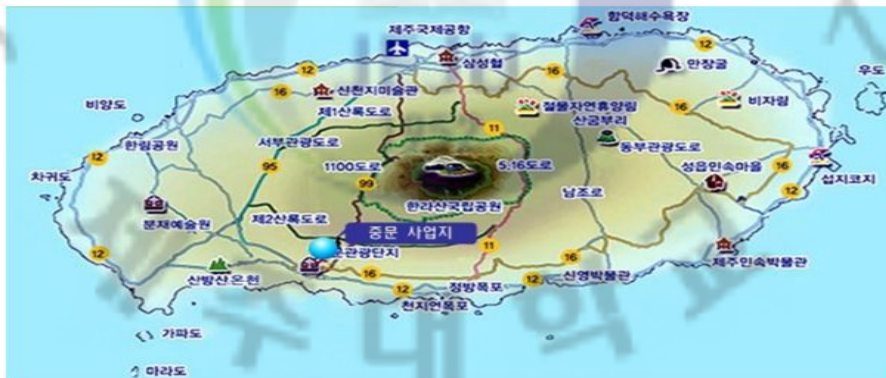 함덕해수욕장
제주국제공항
12
삼성혈
만장굴
우도
12
16
신천지미술관
16
비양도
제1산록도로
절물자연휴양림
비자림
산굼부리
16
11
한림공원
서부관광도로
동부관광도로
12
95
1100도로
5.16도로
성읍민속마을
16
섭지코지
차귀도
99
남조로
12
분재예술원
한라산국립공원
제2산록도로
중문 사업지
11
문관광단지
제주민속박물관
12
산방산온천
16
정방폭포
12
16
신영박물관
12
천지연폭포
가파도
마라도
제주대학교